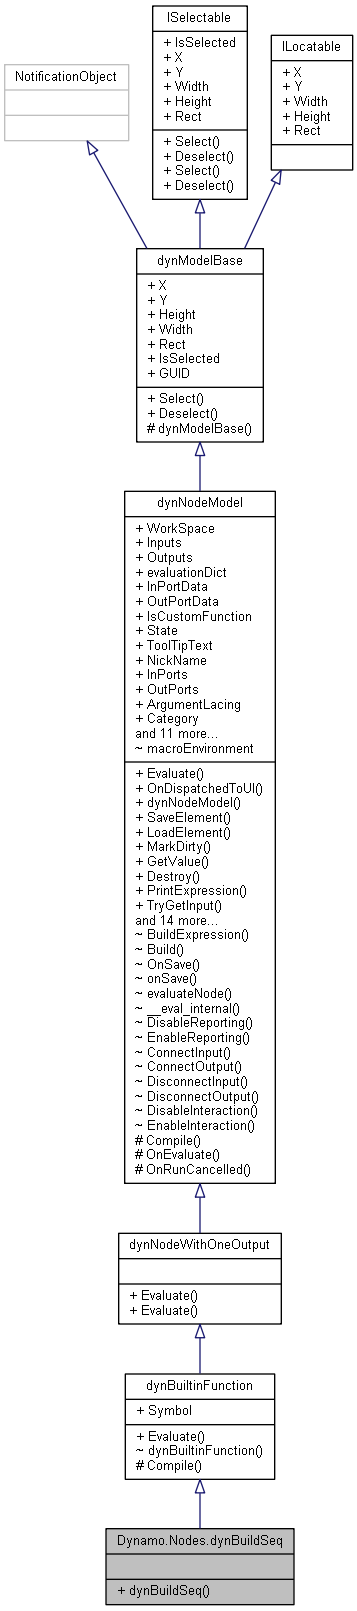 ISelectable
+ IsSelected
+ X
+ Y
+ Width
+ Height
+ Rect
+ Select()
+ Deselect()
+ Select()
+ Deselect()
ILocatable
+ X
+ Y
+ Width
+ Height
+ Rect
NotificationObject
dynModelBase
+ X
+ Y
+ Height
+ Width
+ Rect
+ IsSelected
+ GUID
+ Select()
+ Deselect()
# dynModelBase()
dynNodeModel
+ WorkSpace
+ Inputs
+ Outputs
+ evaluationDict
+ InPortData
+ OutPortData
+ IsCustomFunction
+ State
+ ToolTipText
+ NickName
+ InPorts
+ OutPorts
+ ArgumentLacing
+ Category
and 11 more...
~ macroEnvironment
+ Evaluate()
+ OnDispatchedToUI()
+ dynNodeModel()
+ SaveElement()
+ LoadElement()
+ MarkDirty()
+ GetValue()
+ Destroy()
+ PrintExpression()
+ TryGetInput()
and 14 more...
~ BuildExpression()
~ Build()
~ OnSave()
~ onSave()
~ evaluateNode()
~ __eval_internal()
~ DisableReporting()
~ EnableReporting()
~ ConnectInput()
~ ConnectOutput()
~ DisconnectInput()
~ DisconnectOutput()
~ DisableInteraction()
~ EnableInteraction()
# Compile()
# OnEvaluate()
# OnRunCancelled()
dynNodeWithOneOutput
+ Evaluate()
+ Evaluate()
dynBuiltinFunction
+ Symbol
+ Evaluate()
~ dynBuiltinFunction()
# Compile()
Dynamo.Nodes.dynBuildSeq
+ dynBuildSeq()